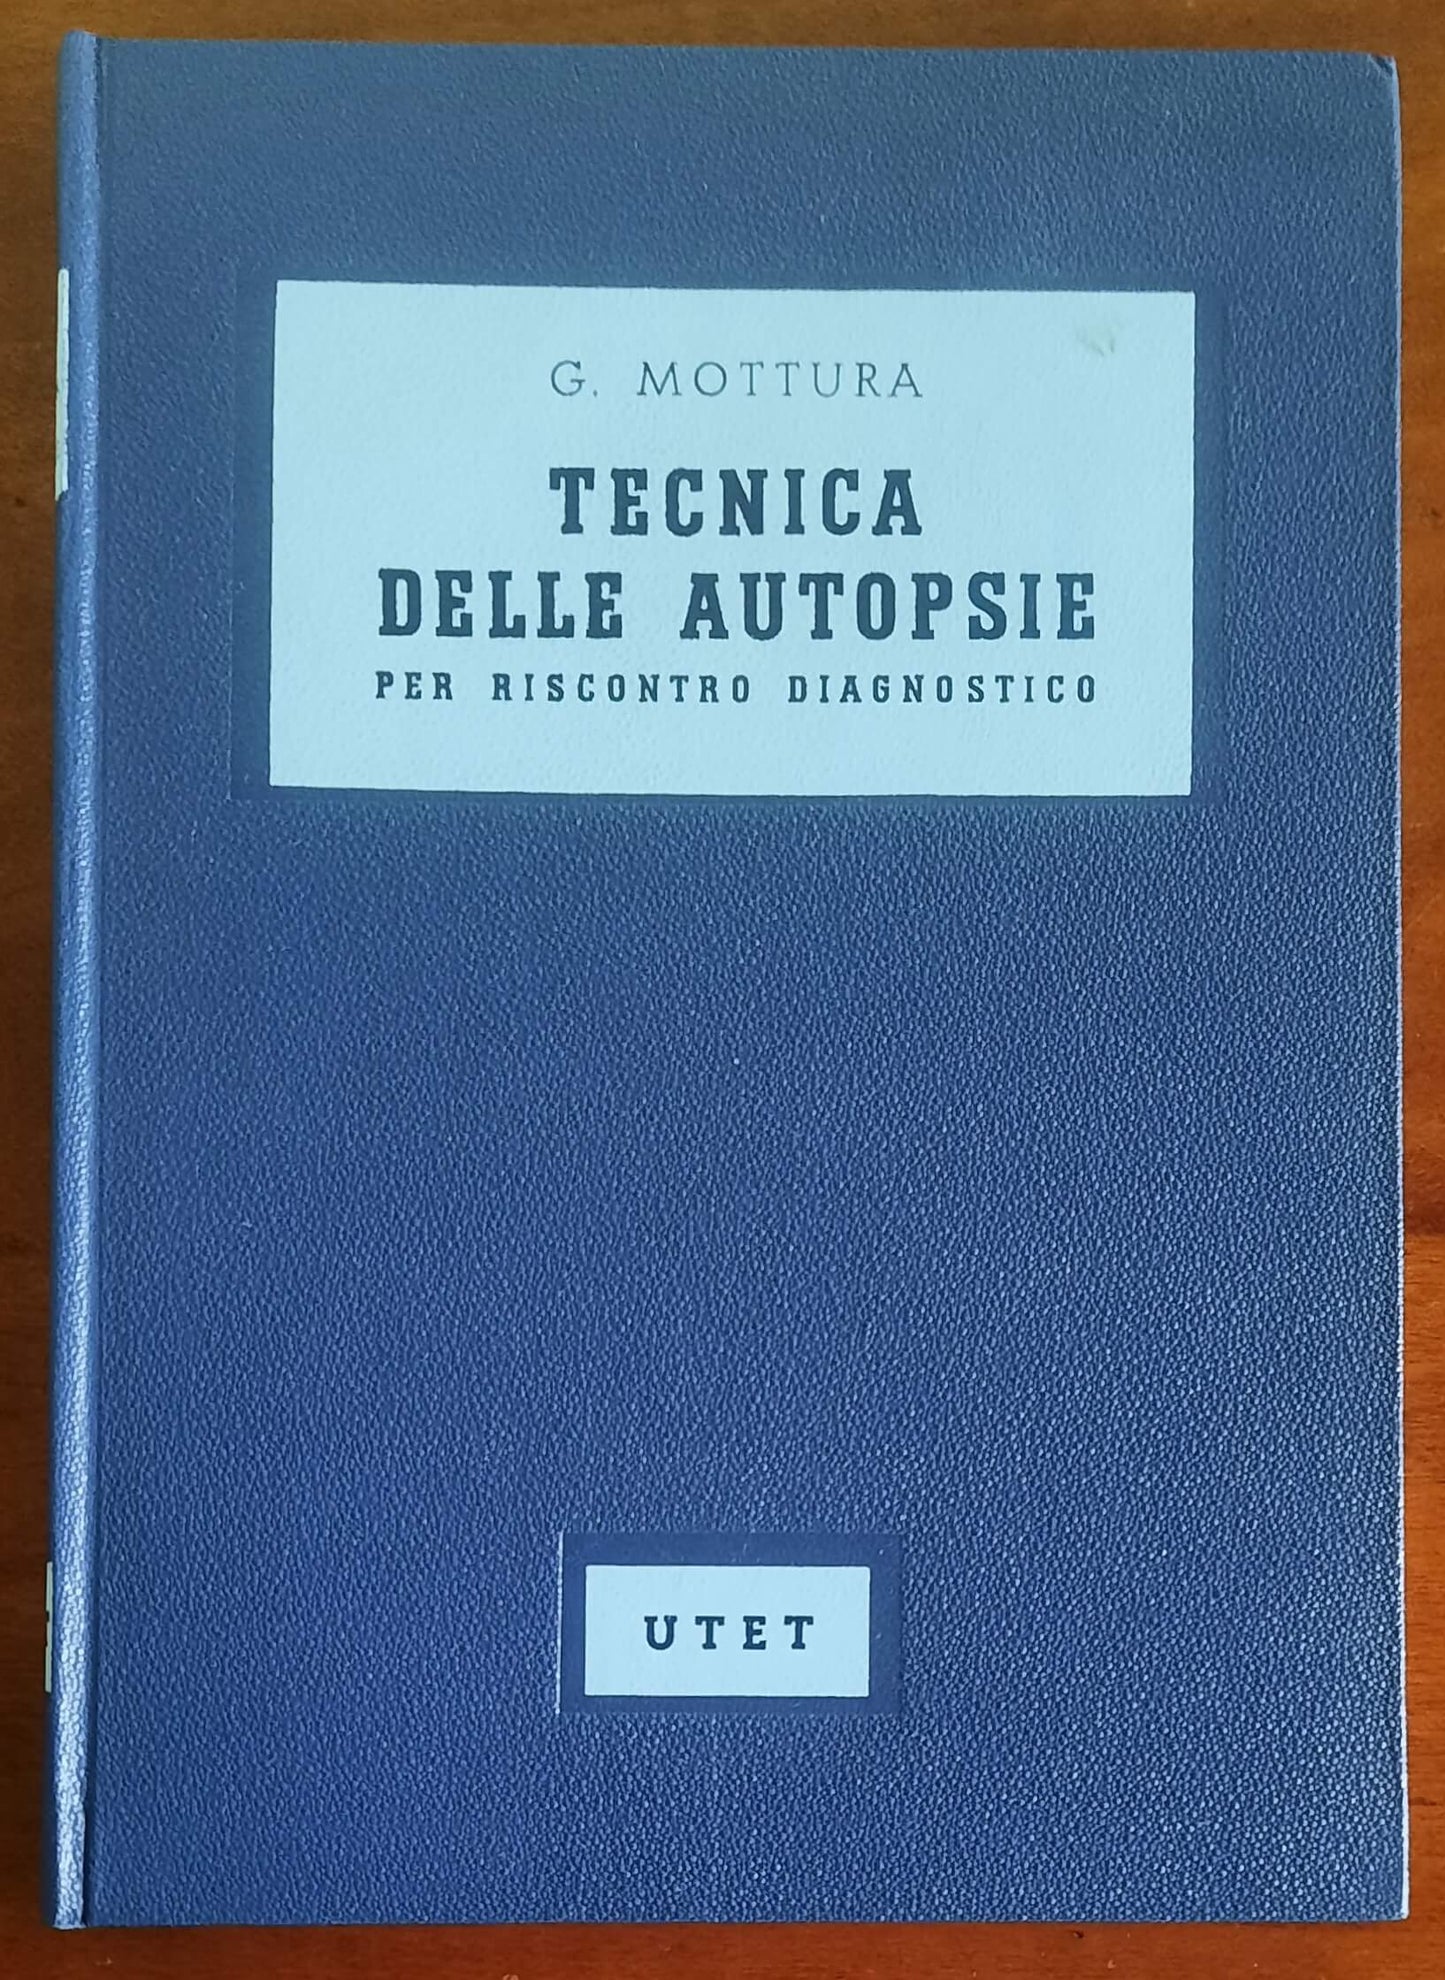 G. MOTTURA
TECNICA
DELLE AUTOPSIE
PER RISCONTRO DIAGNOSTICO
UTET